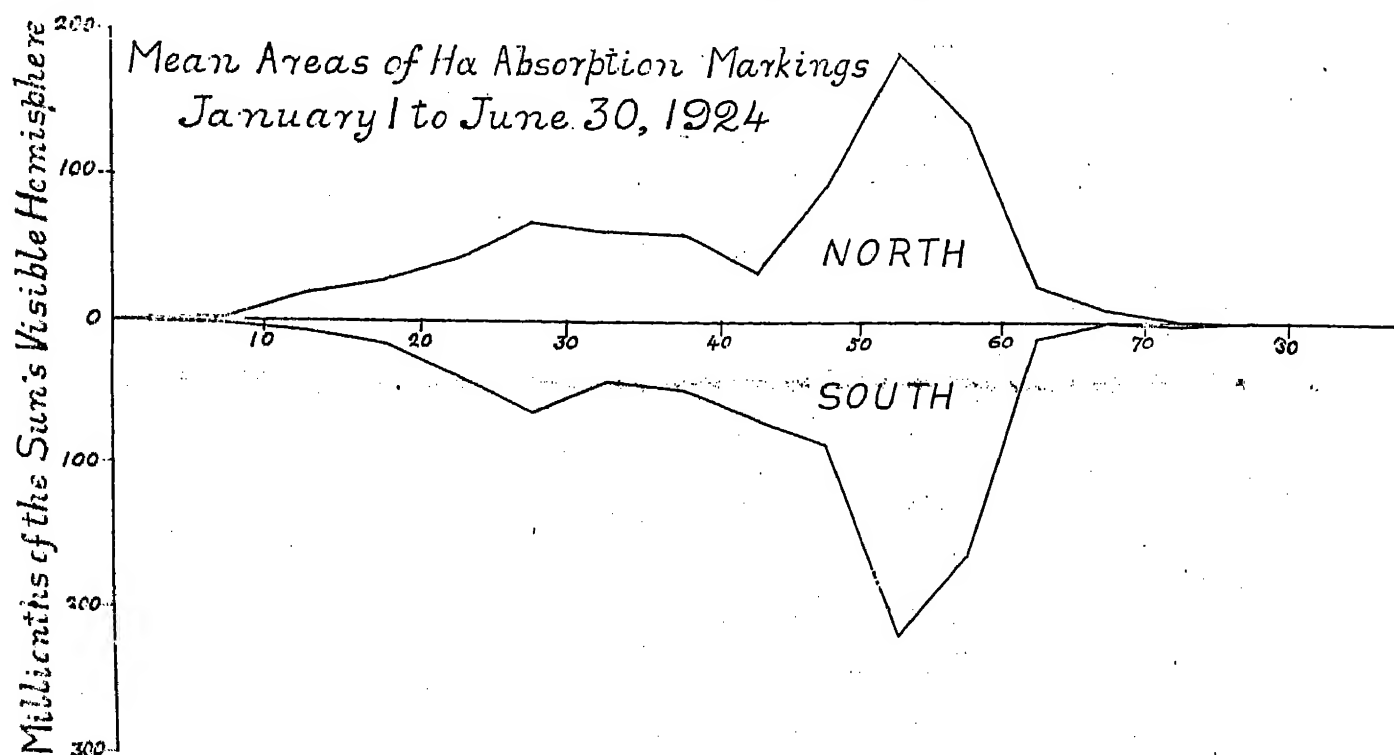 Mean Areas of Hα Absorption Markings
January 1 to June 30, 1924
Millionths of the Sun's Visible Hemisphere
200
100
0
100
200
300
NORTH
10 20 30 40 50 60 70 80
SOUTH